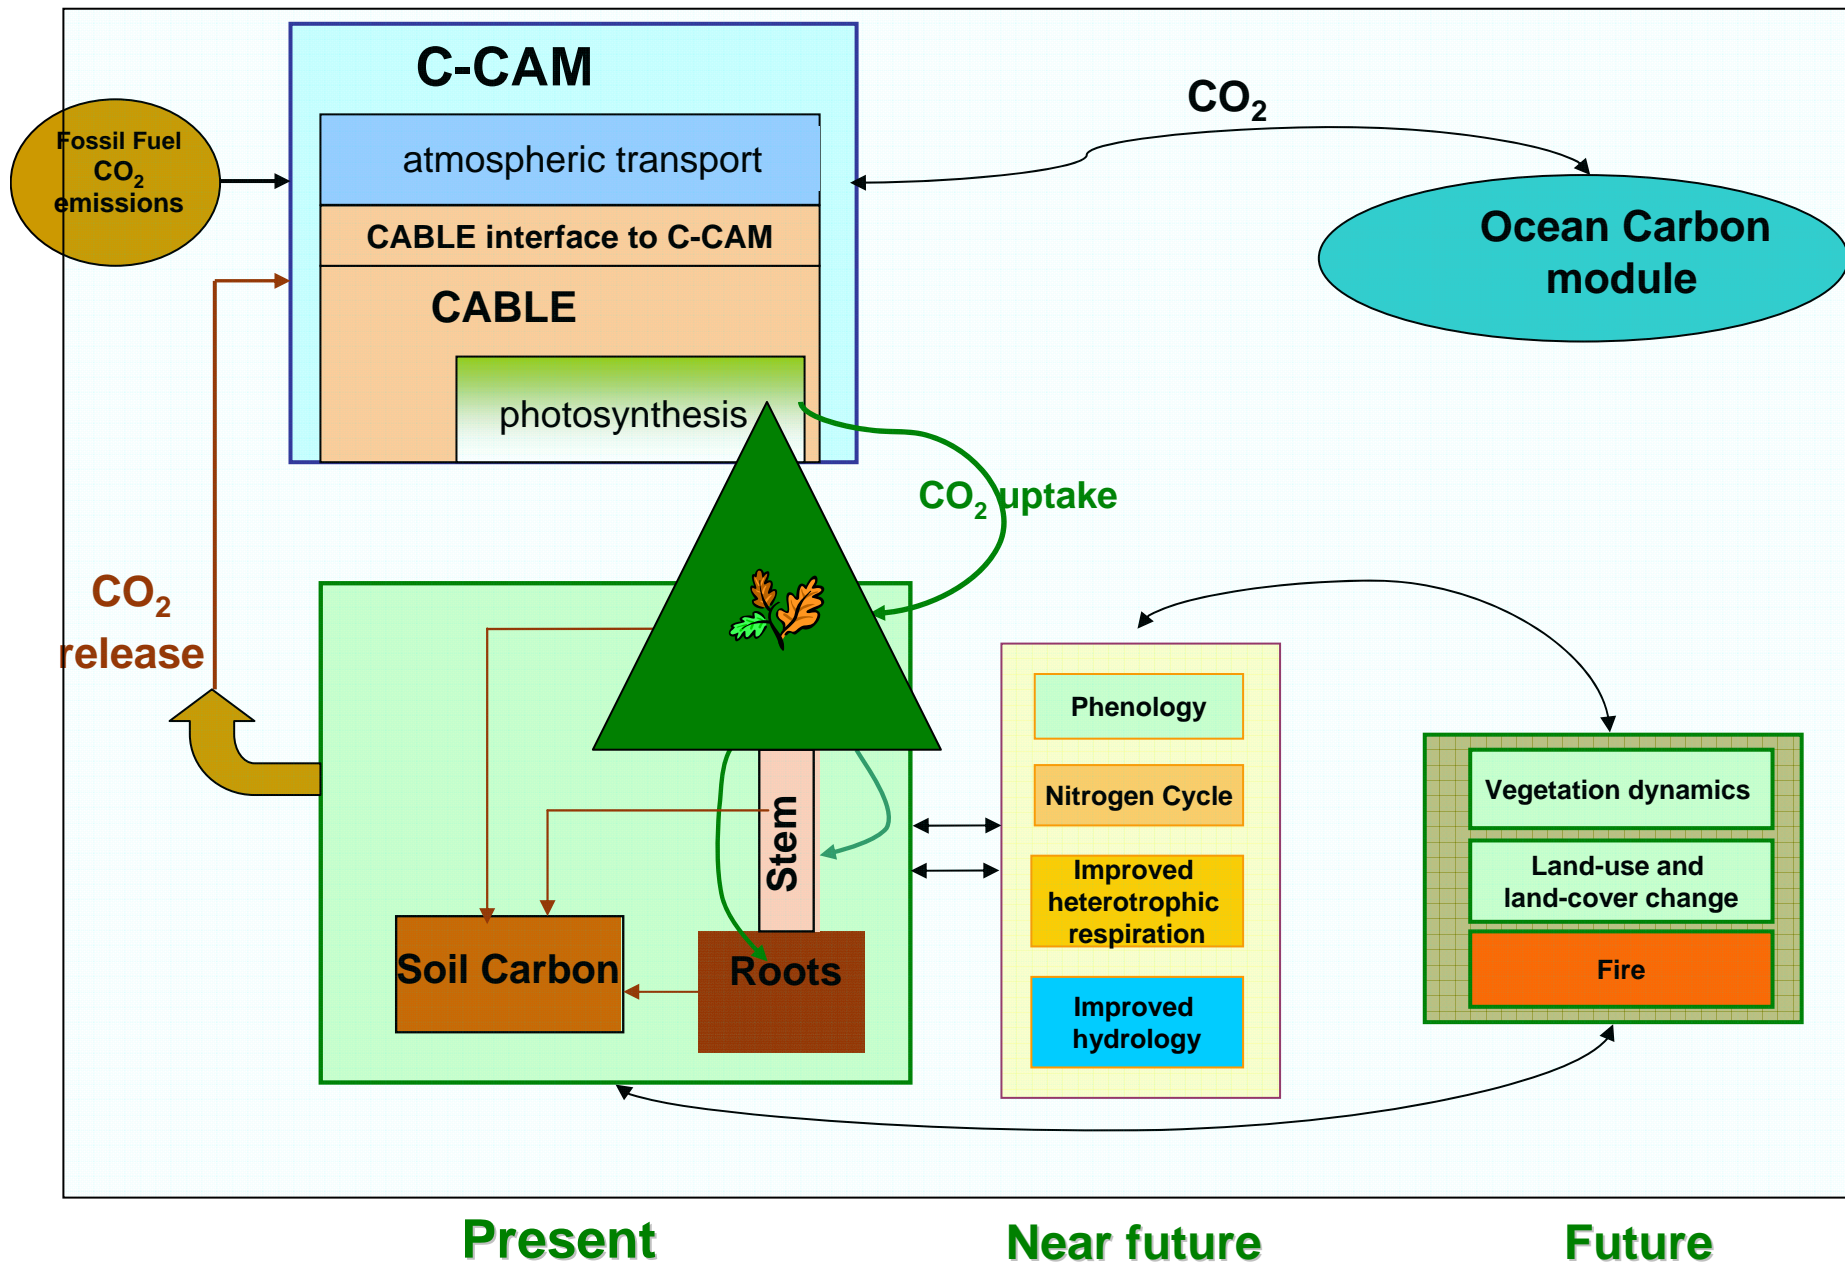 C-CAM
atmospheric transport
CABLE interface to C-CAM
CABLE
photosynthesis
Fossil Fuel
CO₂
emissions
CO₂
Ocean Carbon
module
CO₂ uptake
CO₂
release
Stem
Soil Carbon
Roots
Phenology
Nitrogen Cycle
Improved
heterotrophic
respiration
Improved
hydrology
Vegetation dynamics
Land-use and
land-cover change
Fire
Present
Near future
Future